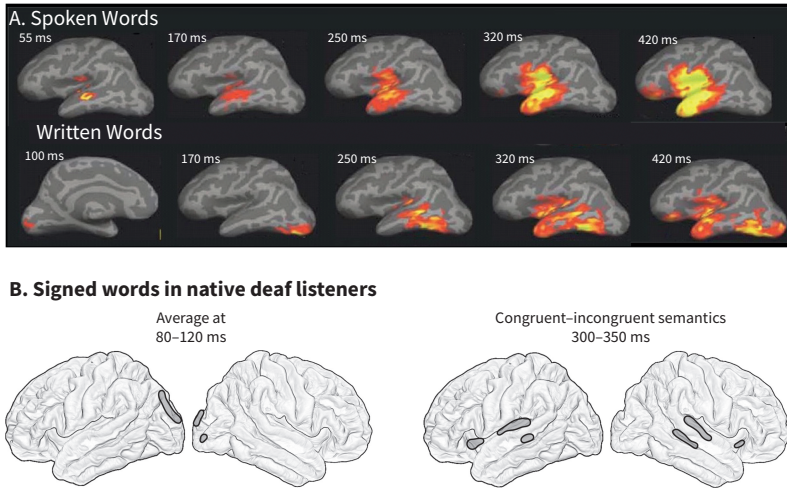 A. Spoken Words
55 ms 170 ms 250 ms 320 ms 420 ms
Written Words
100 ms 170 ms 250 ms 320 ms 420 ms
B. Signed words in native deaf listeners
Average at
80–120 ms
Congruent–incongruent semantics
300–350 ms